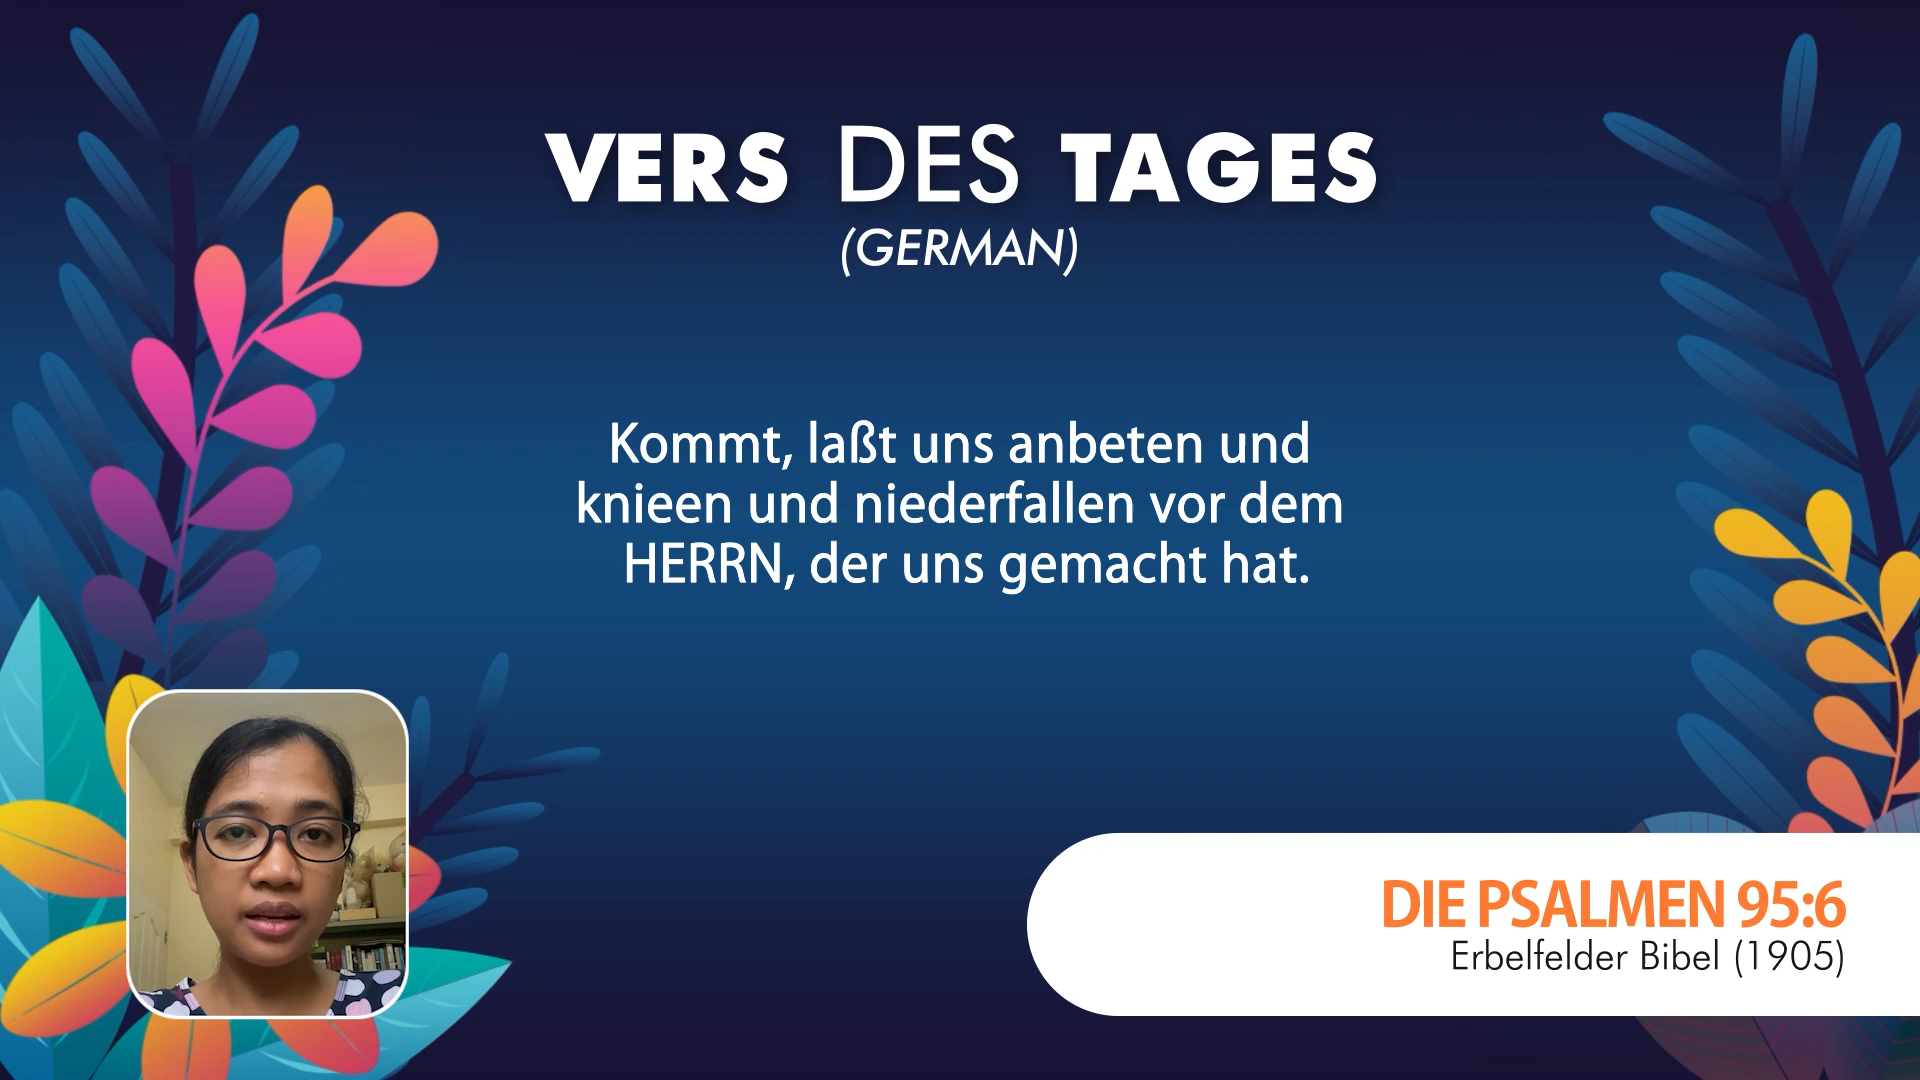 VERS DES TAGES
(GERMAN)
Kommt, laßt uns anbeten und
knieen und niederfallen vor dem
HERRN, der uns gemacht hat.
DIE PSALMEN 95:6
Erbelfelder Bibel (1905)